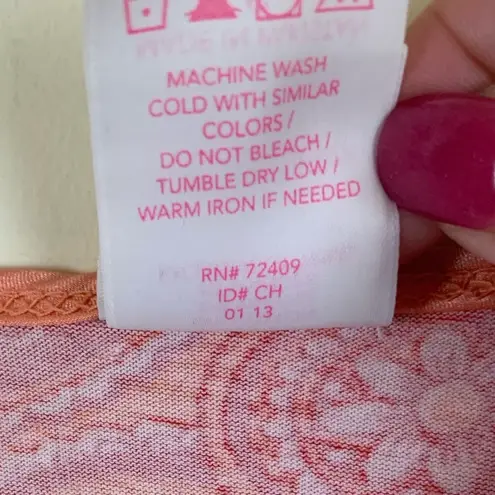 MACHINE WASH
COLD WITH SIMILAR
COLORS /
DO NOT BLEACH /
TUMBLE DRY LOW /
WARM IRON IF NEEDED
RN# 72409
ID# CH
01 13